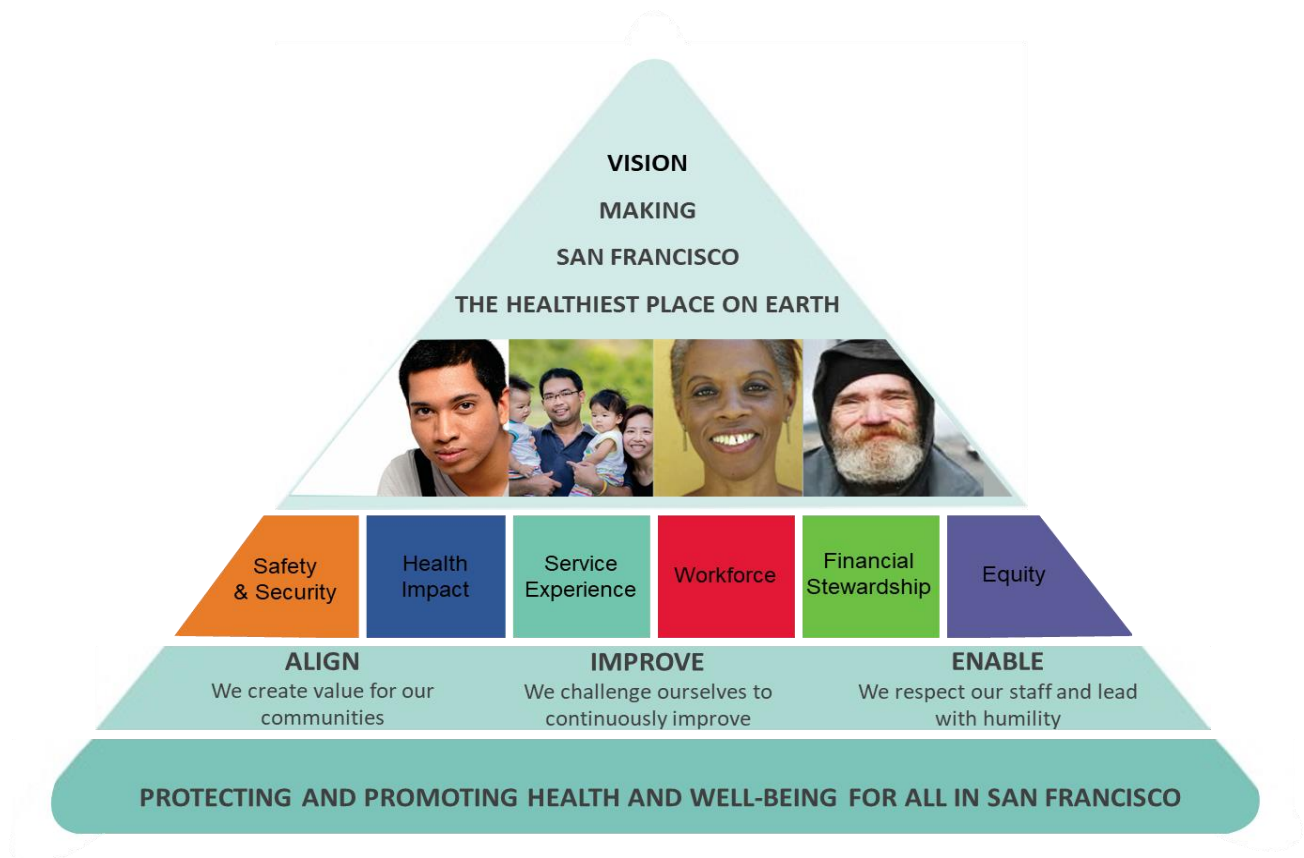 VISION
MAKING
SAN FRANCISCO
THE HEALTHIEST PLACE ON EARTH
Safety
& Security
Health
Impact
Service
Experience
Workforce
Financial
Stewardship
Equity
ALIGN
We create value for our
communities
IMPROVE
We challenge ourselves to
continuously improve
ENABLE
We respect our staff and lead
with humility
PROTECTING AND PROMOTING HEALTH AND WELL-BEING FOR ALL IN SAN FRANCISCO